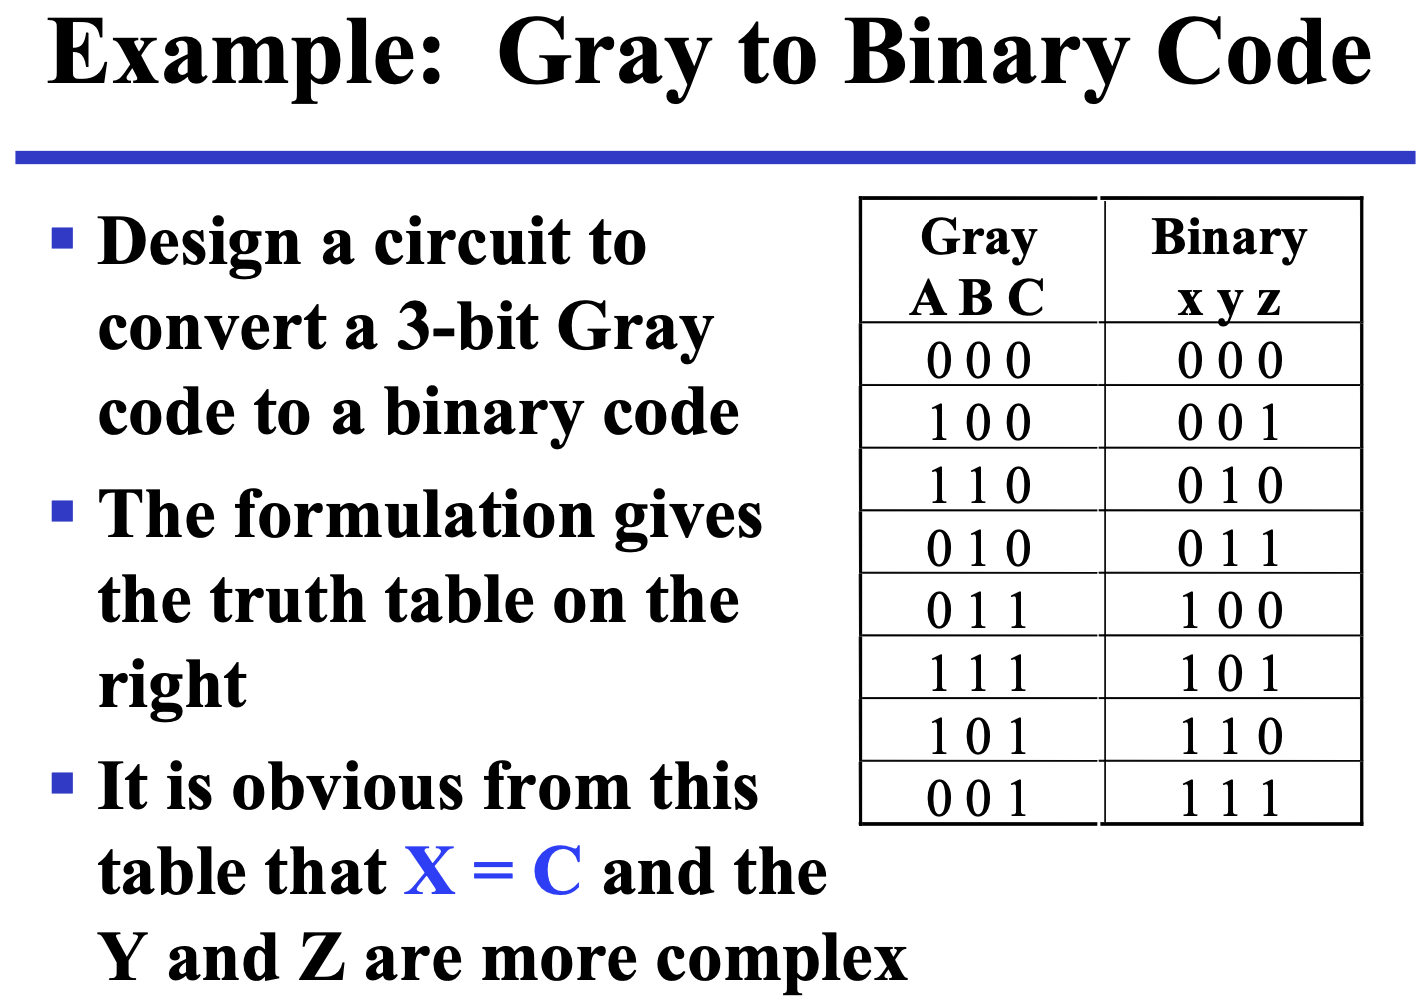 Example: Gray to Binary Code
▪ Design a circuit to
convert a 3-bit Gray
code to a binary code
▪ The formulation gives
the truth table on the
right
▪ It is obvious from this
table that X = C and the
Y and Z are more complex
Gray Binary
A B C x y z
0 0 0 0 0 0
1 0 0 0 0 1
1 1 0 0 1 0
0 1 0 0 1 1
0 1 1 1 0 0
1 1 1 1 0 1
1 0 1 1 1 0
0 0 1 1 1 1